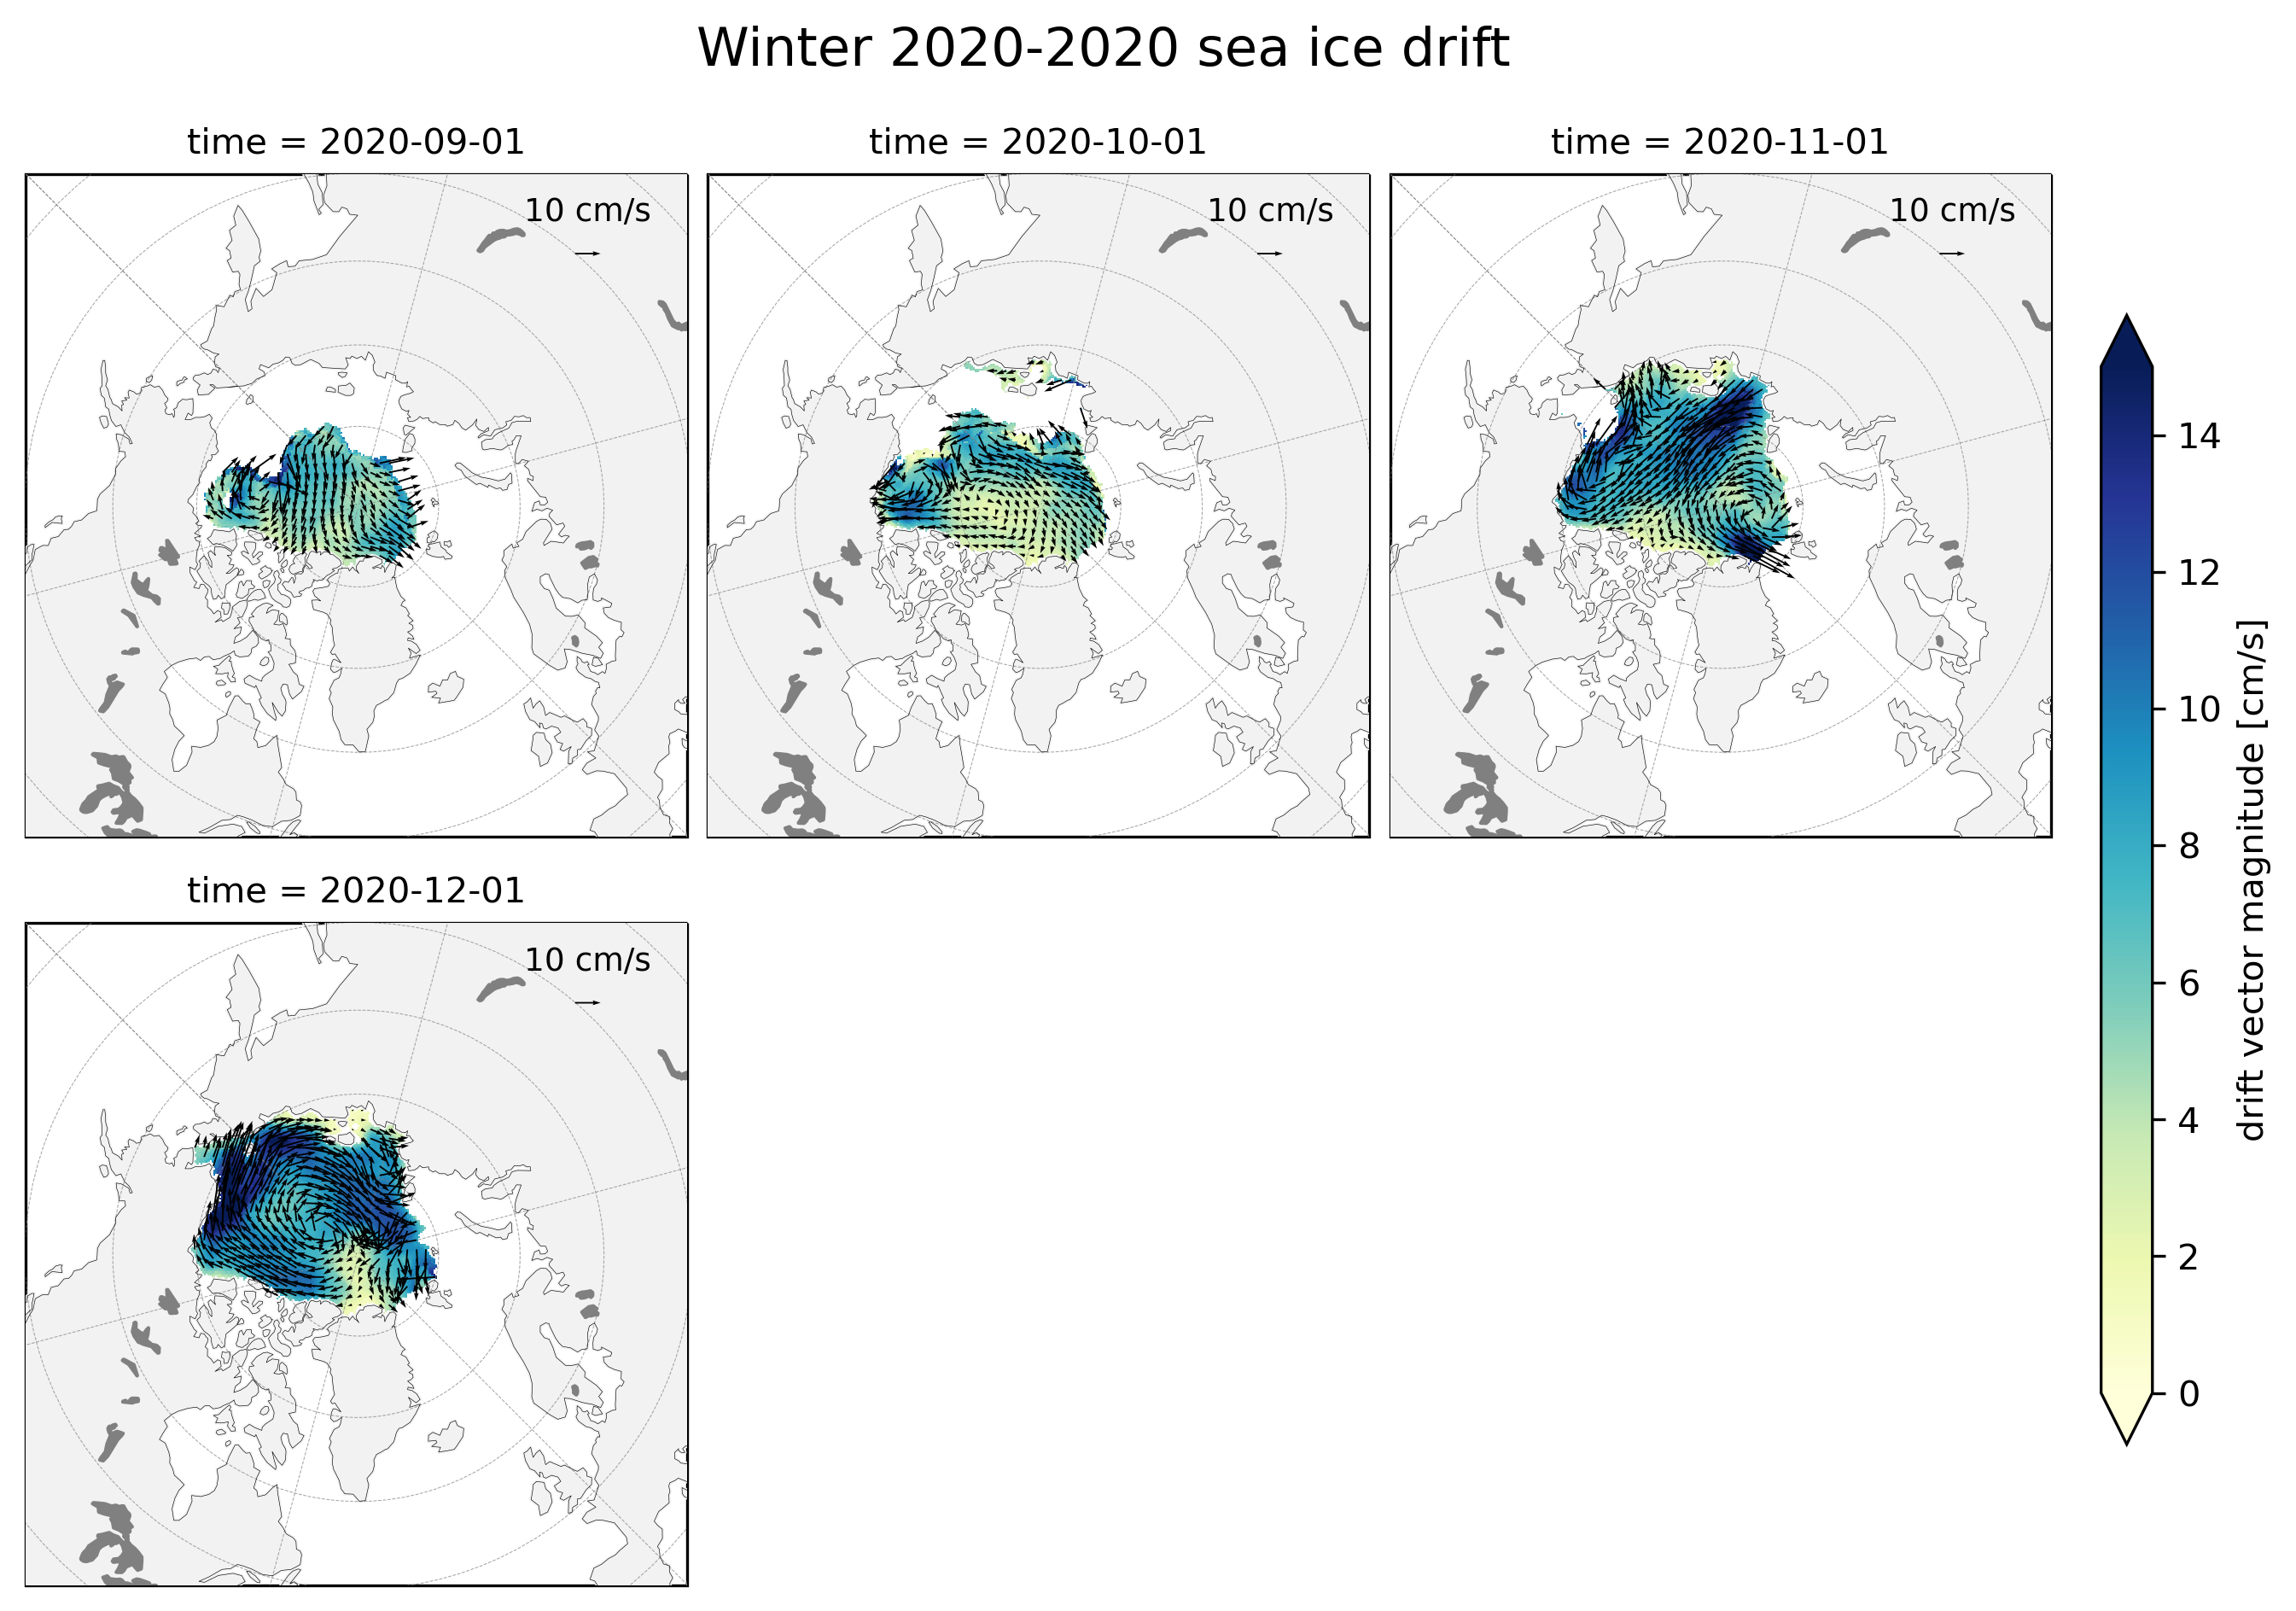 Winter 2020-2020 sea ice drift
time = 2020-09-01
time = 2020-10-01
time = 2020-11-01
10 cm/s
10 cm/s
10 cm/s
time = 2020-12-01
10 cm/s
14
12
10
8
6
4
2
0
drift vector magnitude [cm/s]